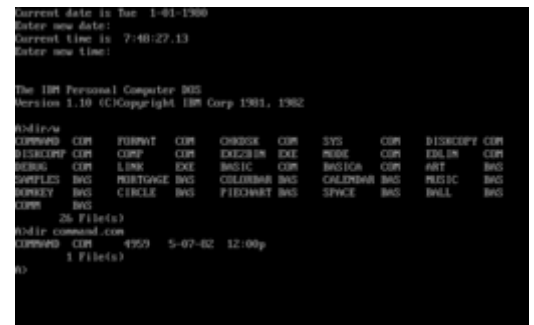 Current date is Tue  1-01-1980
Enter new date:
Current time is  7:48:27.13
Enter new time:
The IBM Personal Computer DOS
Version 1.10 (C)Copyright IBM Corp 1981, 1982
A>dir/w
COMMAND  COM    FORMAT   COM    CHKDSK   COM    SYS      COM    DISKCOPY COM
DISKCOMP COM    COMP     COM    EXE2BIN  EXE    MODE     COM    EDLIN    COM
DEBUG    COM    LINK     EXE    BASIC    COM    BASICA   COM    ART      BAS
SAMPLES  BAS    MORTGAGE BAS    COLORBAR BAS    CALENDAR BAS    MUSIC    BAS
DONKEY   BAS    CIRCLE   BAS    PIECHART BAS    SPACE    BAS    BALL     BAS
COMM     BAS
26 File(s)
A>dir command.com
COMMAND  COM     4959   5-07-82  12:00p
1 File(s)
A>